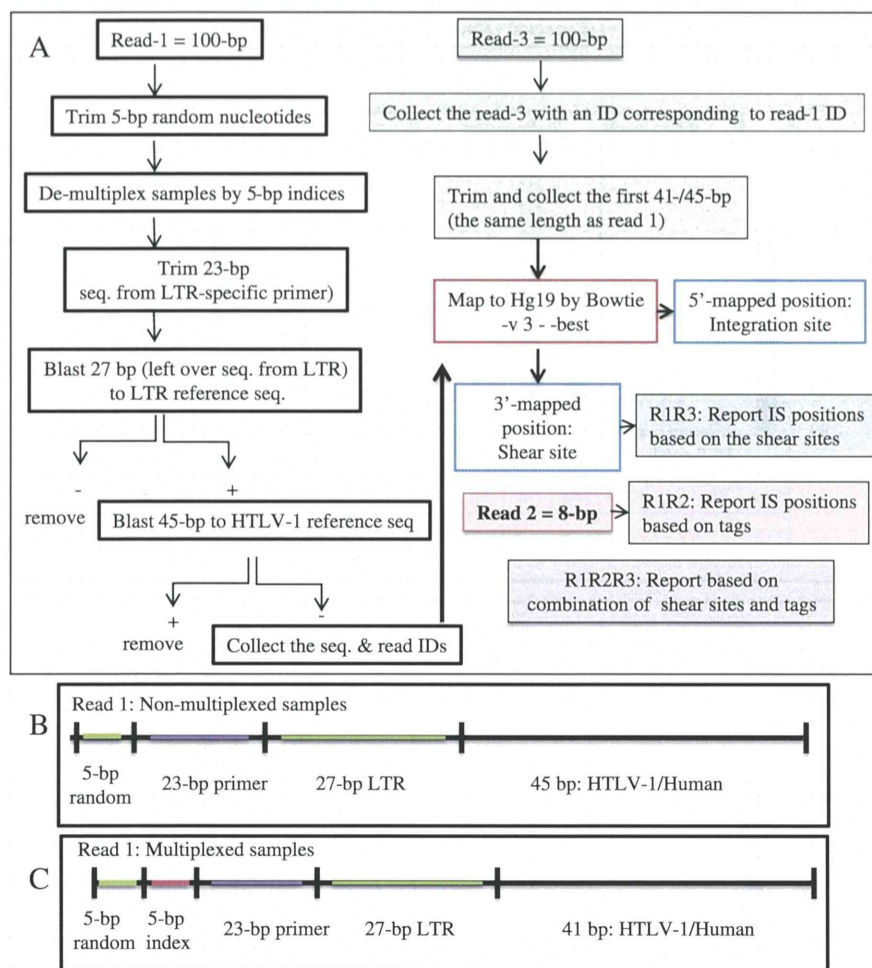 A
Read-1 = 100-bp
Trim 5-bp random nucleotides
De-multiplex samples by 5-bp indices
Trim 23-bp
seq. from LTR-specific primer)
Blast 27 bp (left over seq. from LTR)
to LTR reference seq.
-
remove
+
Blast 45-bp to HTLV-1 reference seq
+
remove
-
Collect the seq. & read IDs
Read-3 = 100-bp
Collect the read-3 with an ID corresponding to read-1 ID
Trim and collect the first 41-/45-bp
(the same length as read 1)
Map to Hg19 by Bowtie
-v 3 - -best
5’-mapped position:
Integration site
3’-mapped
position:
Shear site
R1R3: Report IS positions
based on the shear sites
Read 2 = 8-bp
R1R2: Report IS positions
based on tags
R1R2R3: Report based on
combination of shear sites and tags
B
Read 1: Non-multiplexed samples
5-bp
random
23-bp primer
27-bp LTR
45 bp: HTLV-1/Human
C
Read 1: Multiplexed samples
5-bp
random
5-bp
index
23-bp primer
27-bp LTR
41 bp: HTLV-1/Human